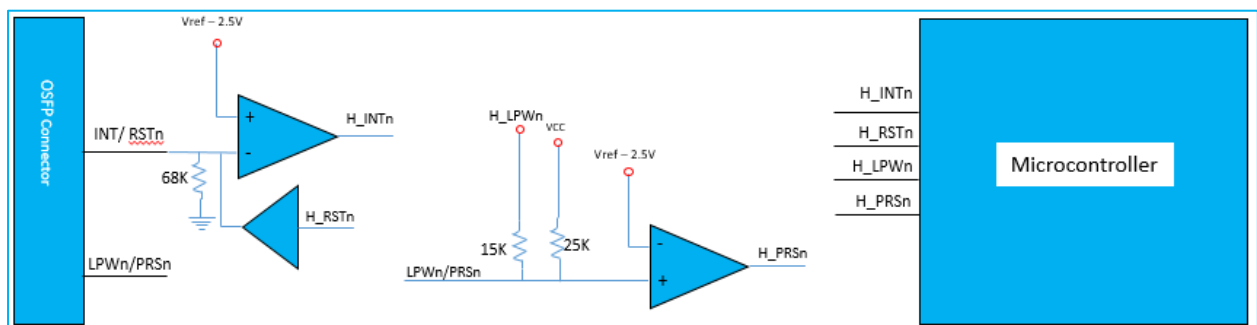 Vref – 2.5V
OSFP Connector
INT/ RSTn
+
-
H_INTn
68K
H_RSTn
LPWn/PRSn
H_LPWn
VCC
Vref – 2.5V
15K
25K
LPWn/PRSn
-
+
H_PRSn
H_INTn
H_RSTn
H_LPWn
H_PRSn
Microcontroller